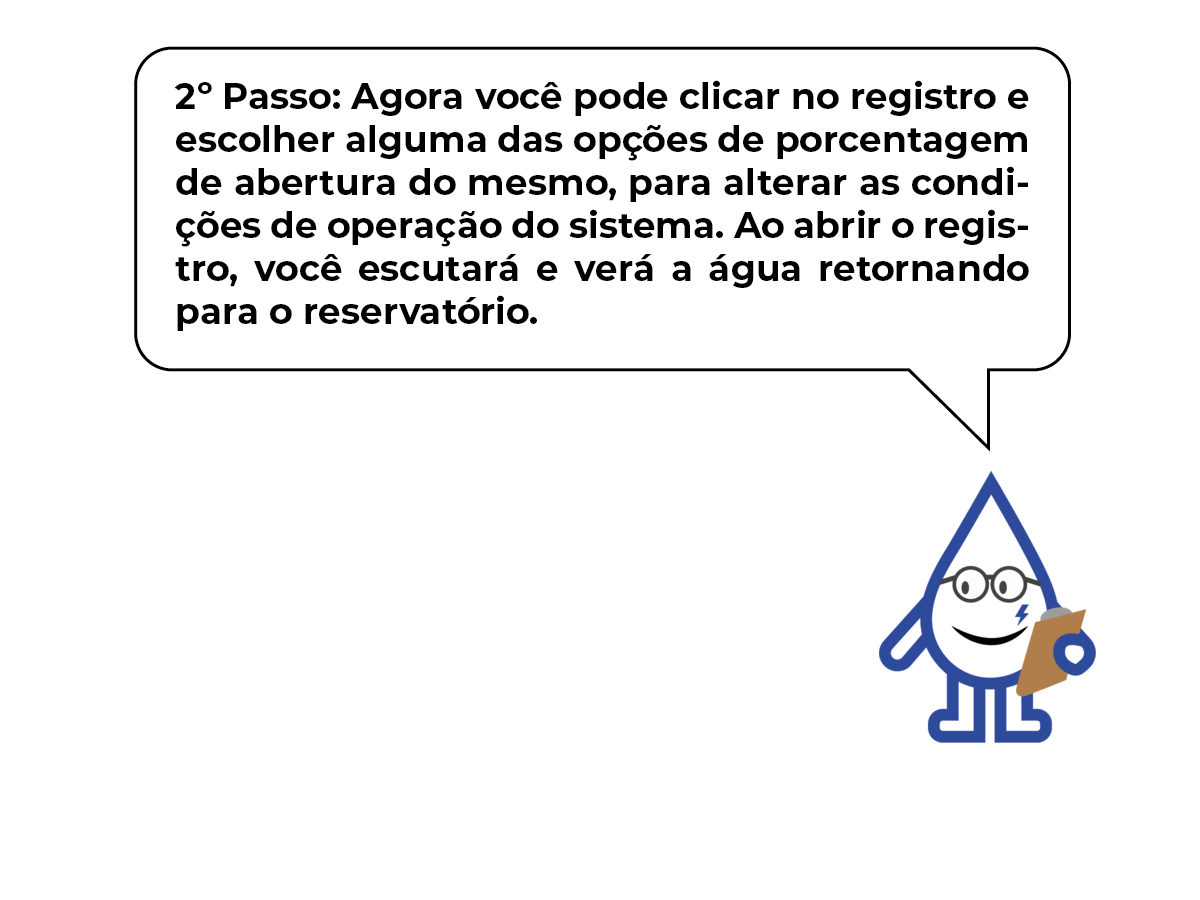 2º Passo: Agora você pode clicar no registro e
escolher alguma das opções de porcentagem
de abertura do mesmo, para alterar as condi-
ções de operação do sistema. Ao abrir o regis-
tro, você escutará e verá a água retornando
para o reservatório.